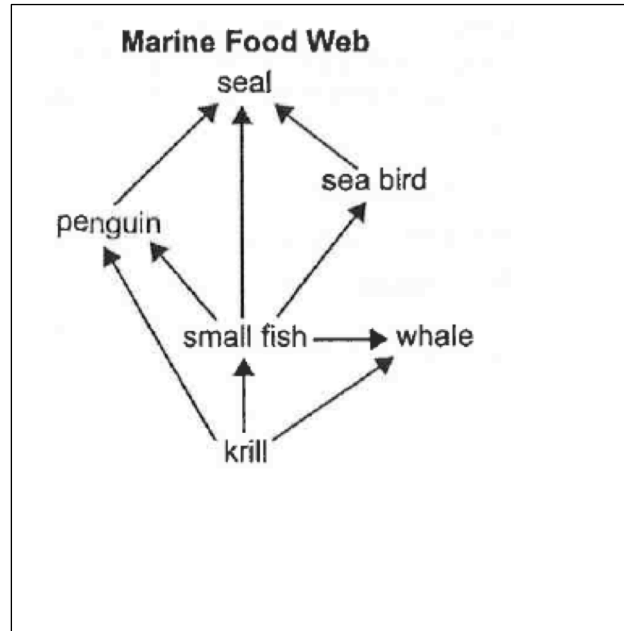 Marine Food Web
seal
sea bird
penguin
small fish
whale
krill